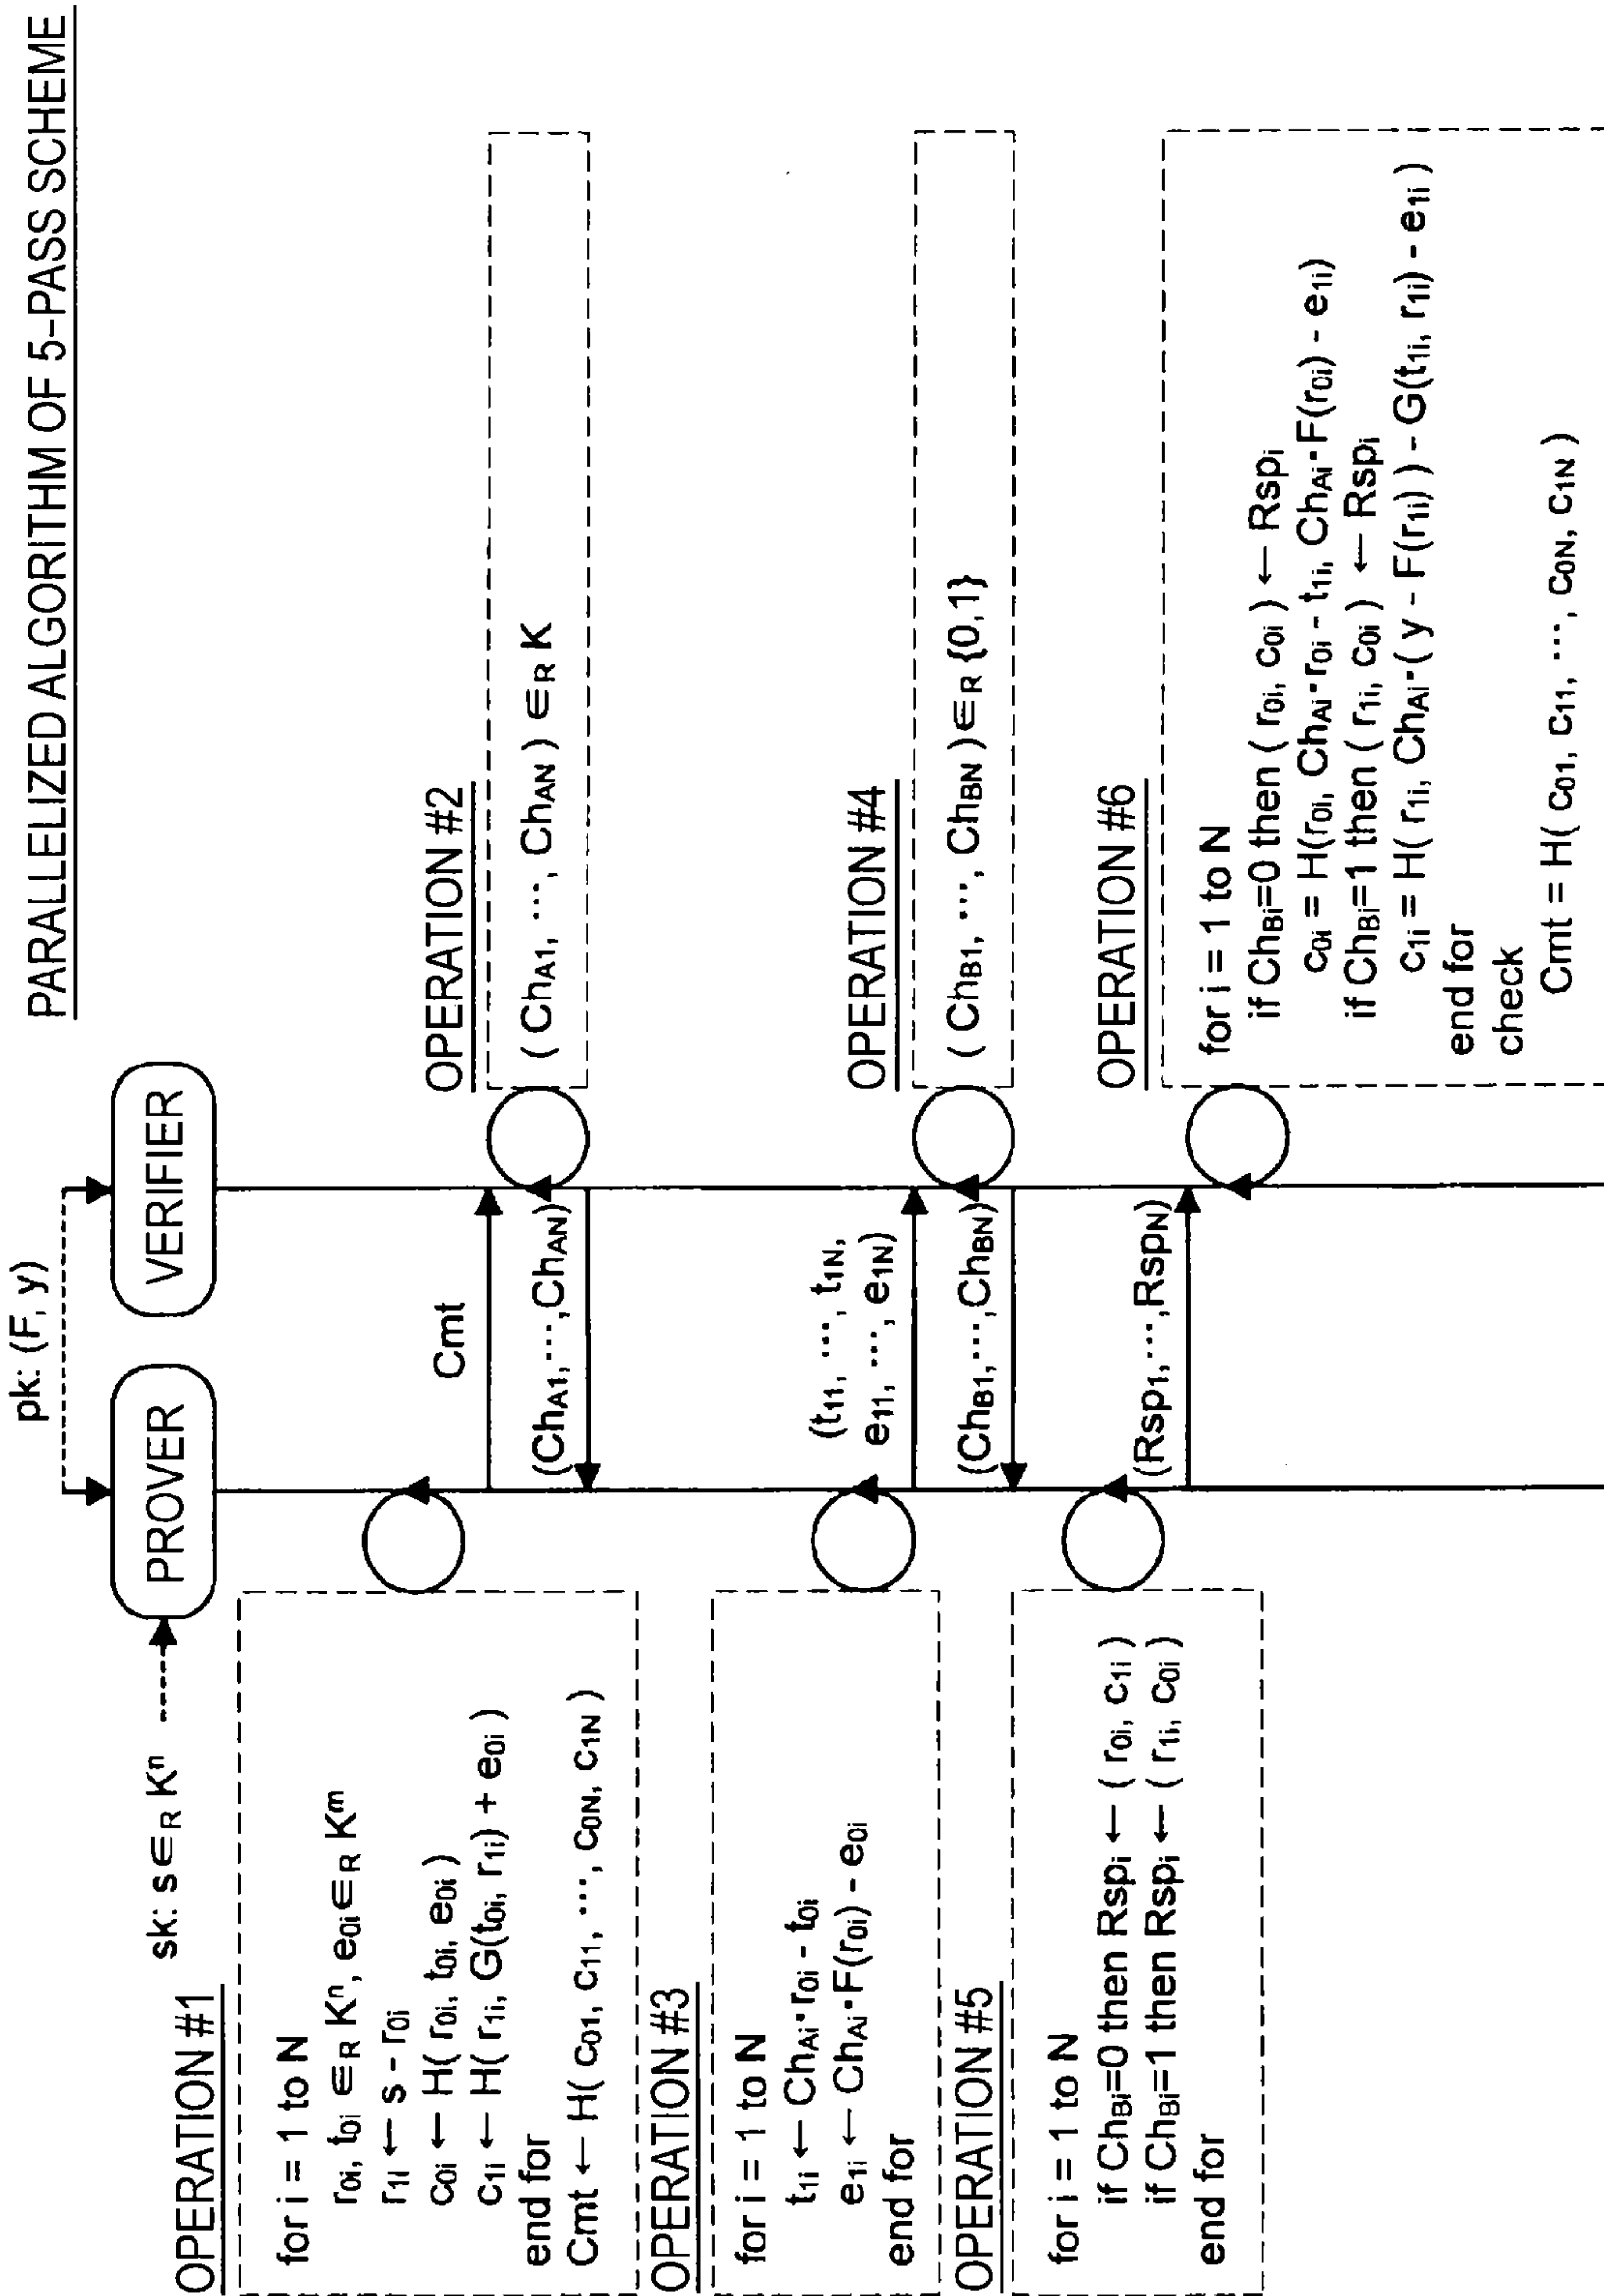 PARALLELIZED ALGORITHM OF 5-PASS SCHEME
pk: (F, y)
sk: s ∈R Kⁿ
PROVER
VERIFIER
OPERATION #1
for i = 1 to N
r0i, t0i ∈R Kⁿ, e0i ∈R Kᵐ
r1i ← s - r0i
c0i ← H( r0i, t0i, e0i )
c1i ← H( r1i, G(t0i, r1i) + e0i )
end for
Cmt ← H( c01, c11, ···, c0N, c1N )
Cmt
OPERATION #2
( ChA1, ···, ChAN ) ∈R K
(ChA1,···,ChAN)
OPERATION #3
for i = 1 to N
t1i ← ChAi·r0i - t0i
e1i ← ChAi·F(r0i) - e0i
end for
(t11, ···, t1N,
e11, ···, e1N)
OPERATION #4
( ChB1, ···, ChBN ) ∈R {0,1}
(ChB1,···,ChBN)
OPERATION #5
for i = 1 to N
if ChBi=0 then Rspi ← ( r0i, c1i )
if ChBi=1 then Rspi ← ( r1i, c0i )
end for
(Rsp1,···,RspN)
OPERATION #6
for i = 1 to N
if ChBi=0 then ( r0i, c0i ) ← Rspi
c0i = H(r0i, ChAi·r0i - t1i, ChAi·F(r0i) - e1i)
if ChBi=1 then ( r1i, c0i ) ← Rspi
c1i = H( r1i, ChAi·( y - F(r1i) ) - G(t1i, r1i) - e1i )
end for
check
Cmt = H( c01, c11, ···, c0N, c1N )